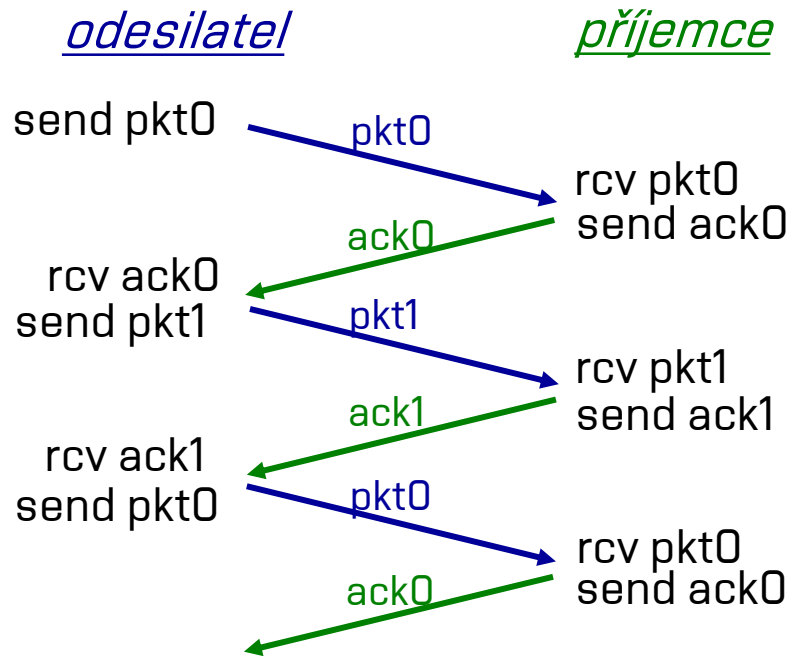 odesilatel
příjemce
send pkt0
pkt0
rcv pkt0
send ack0
ack0
rcv ack0
send pkt1
pkt1
rcv pkt1
send ack1
ack1
rcv ack1
send pkt0
pkt0
rcv pkt0
send ack0
ack0